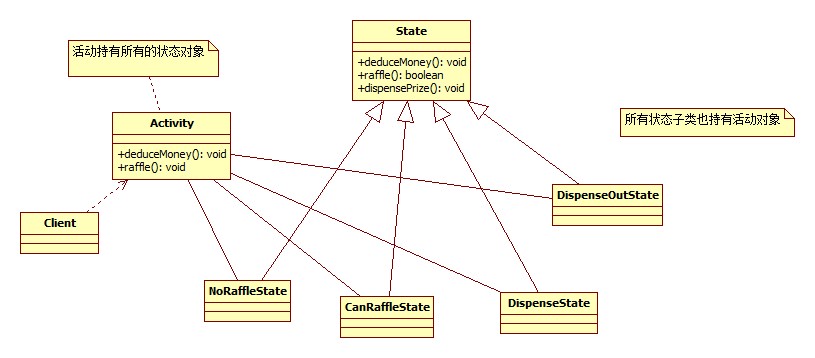 State
+deduceMoney(): void
+raffle(): boolean
+dispensePrize(): void
活动持有所有的状态对象
所有状态子类也持有活动对象
Activity
+deduceMoney(): void
+raffle(): void
DispenseOutState
Client
NoRaffleState
CanRaffleState
DispenseState